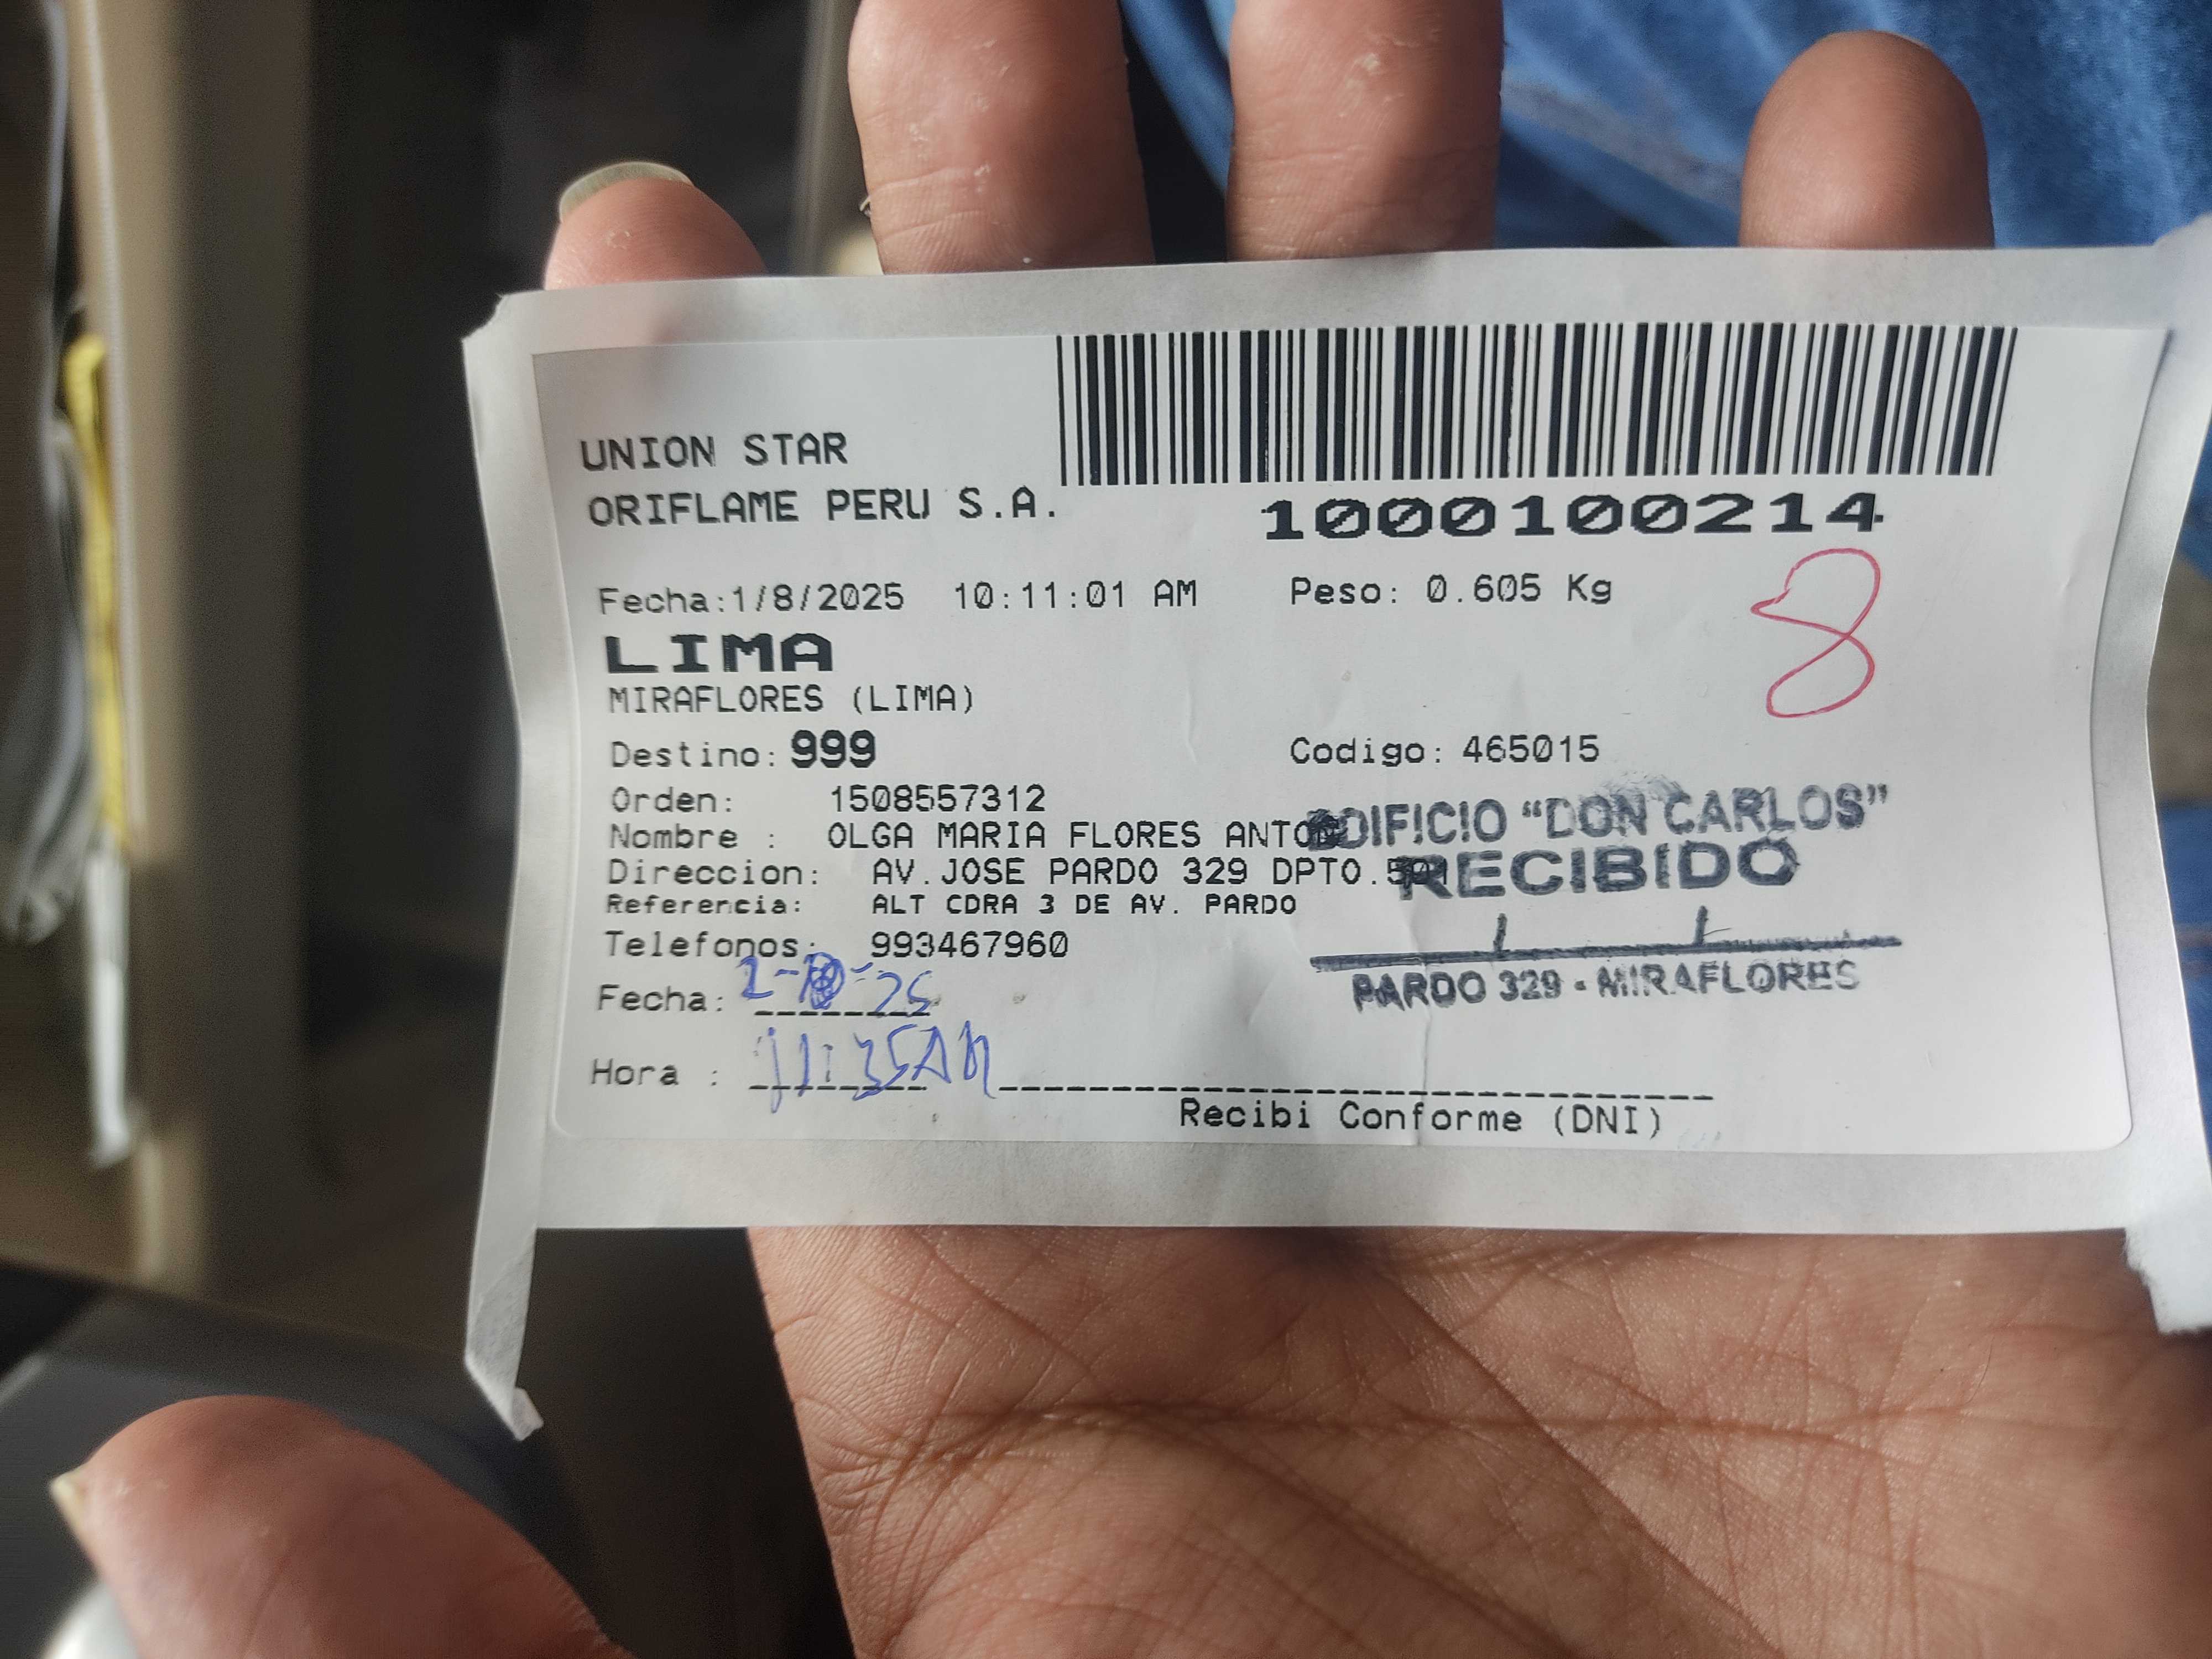 UNION STAR
ORIFLAME PERU S.A.
1000100214
Fecha:1/8/2025 10:11:01 AM Peso: 0.605 Kg
8
LIMA
MIRAFLORES (LIMA)
Destino: 999 Codigo: 465015
Orden: 1508557312
Nombre : OLGA MARIA FLORES
EDIFICIO "DON CARLOS"
Direccion: AV.JOSE PARDO 329 DPTO.
RECIBIDO
Referencia: ALT CDRA 3 DE AV. PARDO
Telefonos: 993467960
PARDO 329 - MIRAFLORES
Fecha:
Hora : 11:35AM
Recibi Conforme (DNI)